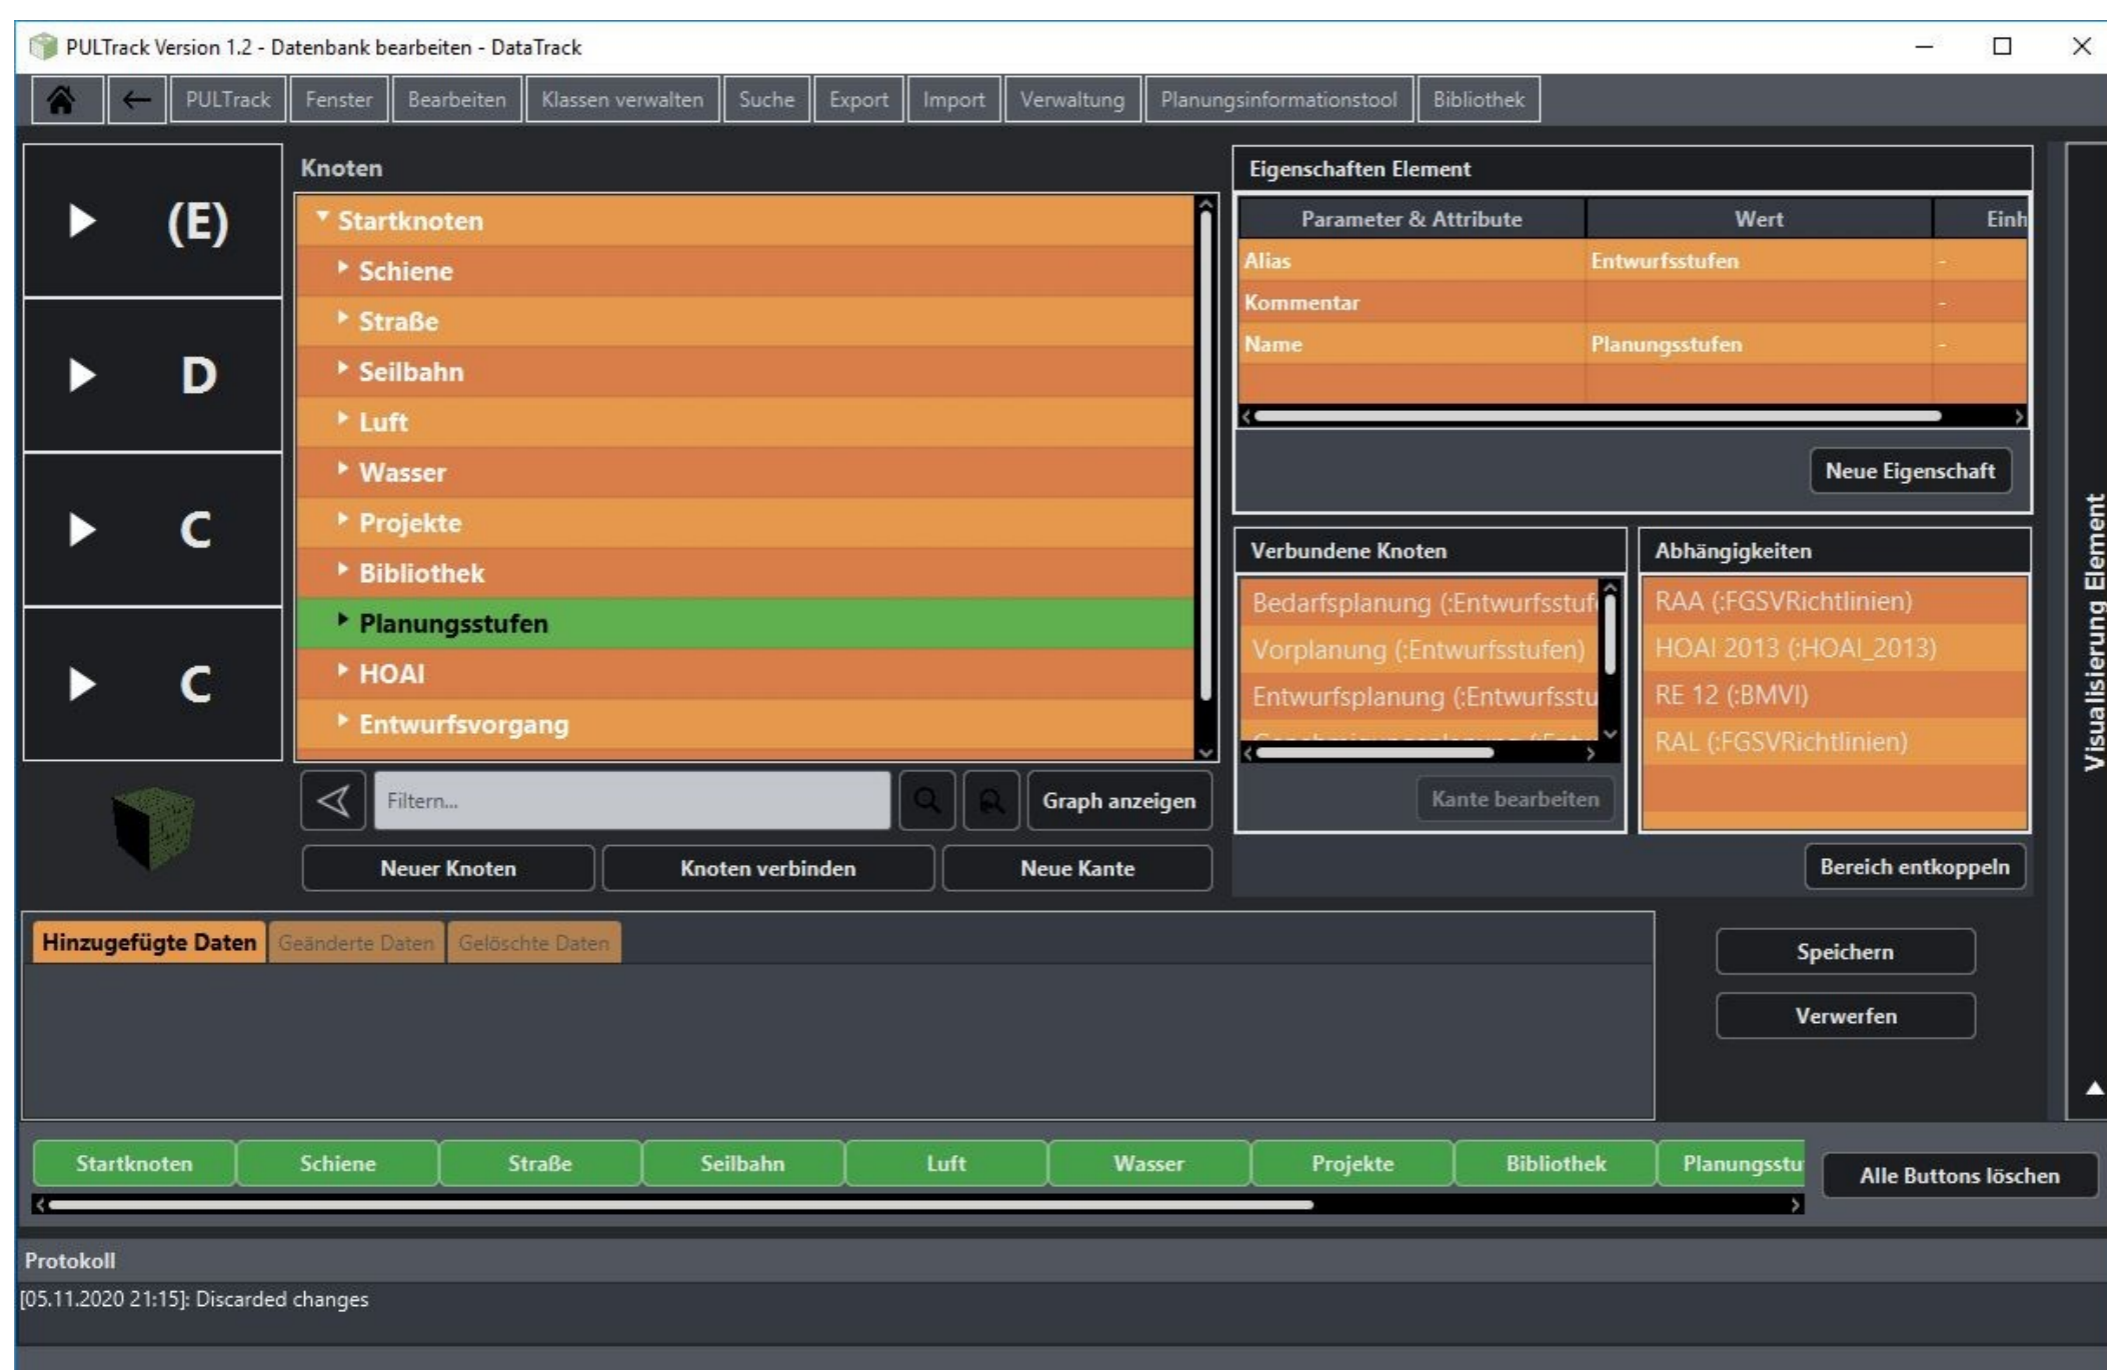 PULTrack Version 1.2 - Datenbank bearbeiten - DataTrack
PULTrack Fenster Bearbeiten Klassen verwalten Suche Export Import Verwaltung Planungsinformationstool Bibliothek
(E)
D
C
C
Knoten
Startknoten
Schiene
Straße
Seilbahn
Luft
Wasser
Projekte
Bibliothek
Planungsstufen
HOAI
Entwurfsvorgang
Filtern...
Graph anzeigen
Neuer Knoten Knoten verbinden Neue Kante
Eigenschaften Element
Parameter & Attribute Wert Einh
Alias Entwurfsstufen -
Kommentar -
Name Planungsstufen -
Neue Eigenschaft
Verbundene Knoten
Bedarfsplanung (:Entwurfsstuf
Vorplanung (:Entwurfsstufen)
Entwurfsplanung (:Entwurfsstu
Kante bearbeiten
Abhängigkeiten
RAA (:FGSVRichtlinien)
HOAI 2013 (:HOAI_2013)
RE 12 (:BMVI)
RAL (:FGSVRichtlinien)
Bereich entkoppeln
Visualisierung Element
Hinzugefügte Daten Geänderte Daten Gelöschte Daten
Speichern
Verwerfen
Startknoten Schiene Straße Seilbahn Luft Wasser Projekte Bibliothek Planungsstu
Alle Buttons löschen
Protokoll
[05.11.2020 21:15]: Discarded changes